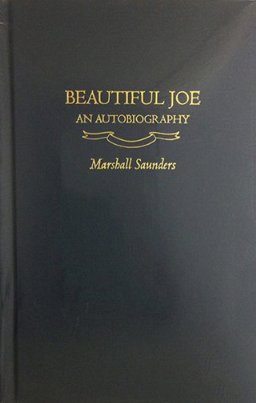 BEAUTIFUL JOE
AN AUTOBIOGRAPHY
Marshall Saunders